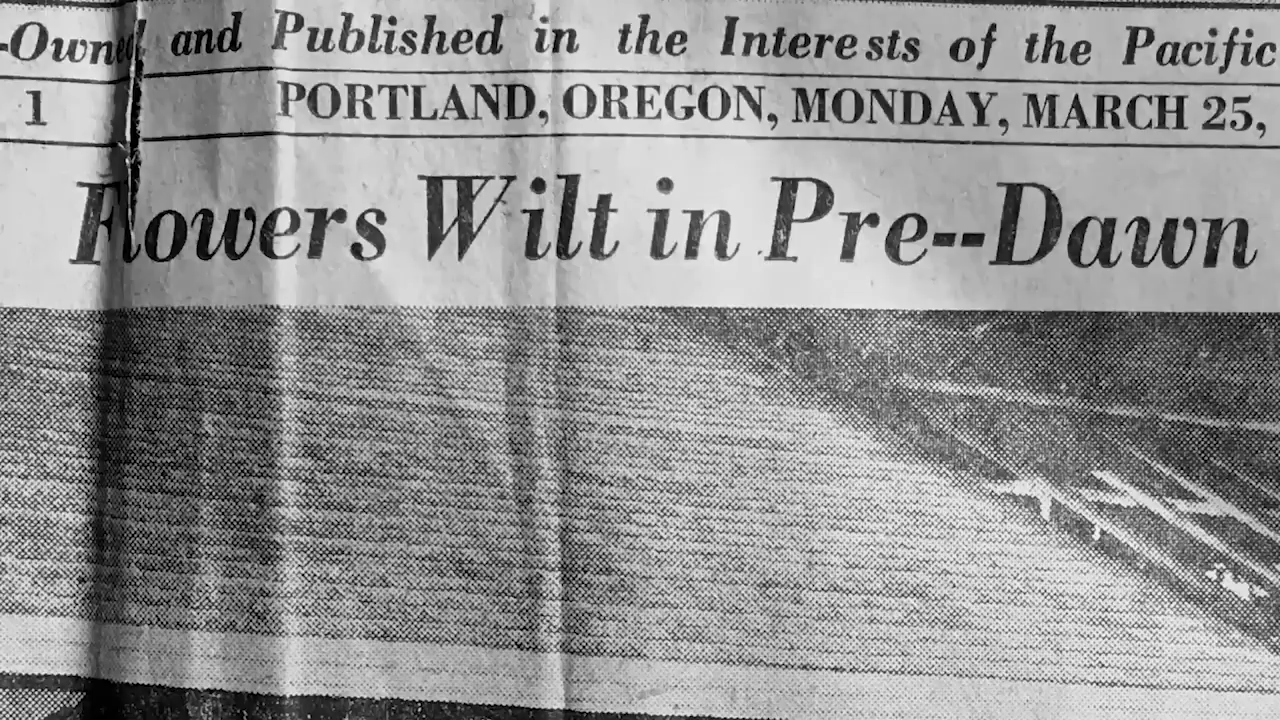 -Owned and Published in the Interests of the Pacific
1 PORTLAND, OREGON, MONDAY, MARCH 25,
Flowers Wilt in Pre--Dawn